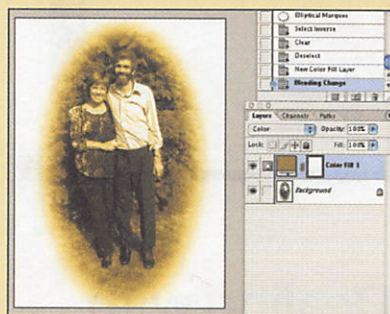 Elliptical Marquee
Select Inverse
Clear
Deselect
New Color Fill Layer
Blending Change
Layers Channels Paths
Color Opacity: 100%
Lock: Fill: 100%
Color Fill 1
Background